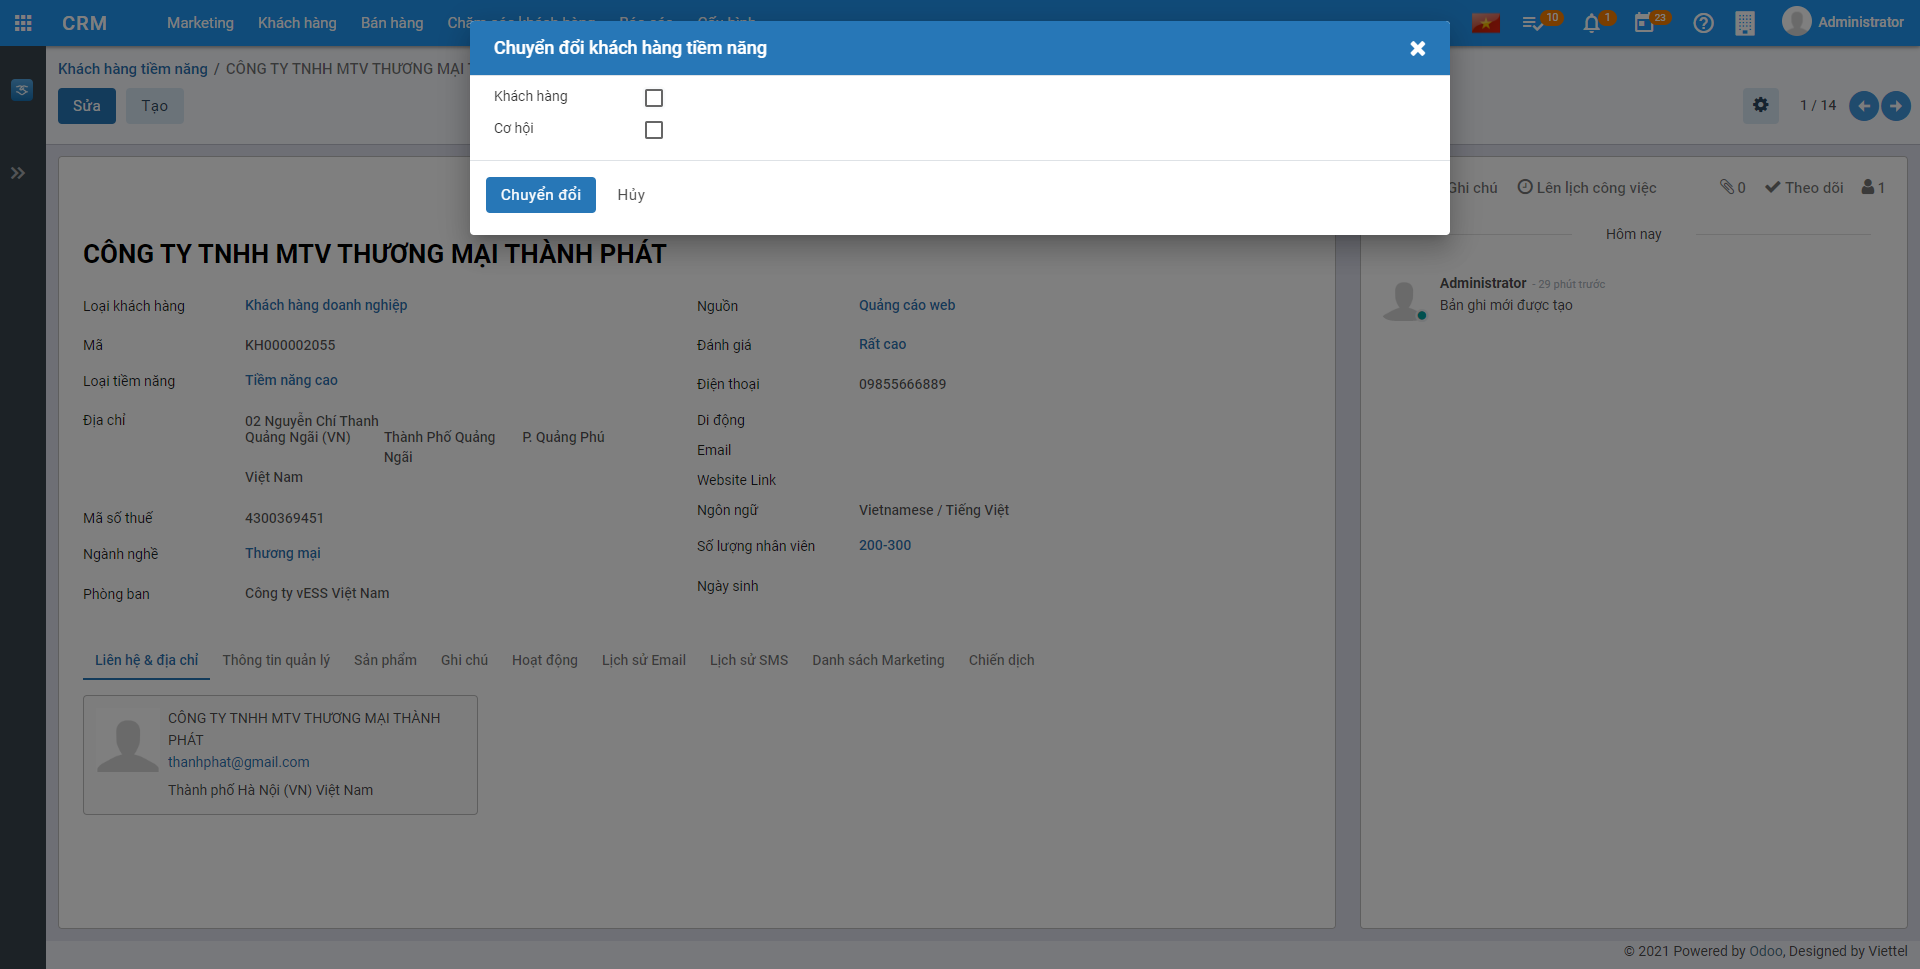 CRM
Marketing
Khách hàng
Bán hàng
10
1
23
Administrator
Khách hàng tiềm năng / CÔNG TY TNHH MTV THƯƠNG MẠI
Sửa
Tạo
1 / 14
Chuyển đổi khách hàng tiềm năng
Khách hàng
Cơ hội
Chuyển đổi
Hủy
Ghi chú
Lên lịch công việc
0
Theo dõi
1
Hôm nay
Administrator - 29 phút trước
Bản ghi mới được tạo
CÔNG TY TNHH MTV THƯƠNG MẠI THÀNH PHÁT
Loại khách hàng
Khách hàng doanh nghiệp
Mã
KH000002055
Loại tiềm năng
Tiềm năng cao
Địa chỉ
02 Nguyễn Chí Thanh
Quảng Ngãi (VN)
Thành Phố Quảng
Ngãi
P. Quảng Phú
Việt Nam
Mã số thuế
4300369451
Ngành nghề
Thương mại
Phòng ban
Công ty vESS Việt Nam
Nguồn
Quảng cáo web
Đánh giá
Rất cao
Điện thoại
09855666889
Di động
Email
Website Link
Ngôn ngữ
Vietnamese / Tiếng Việt
Số lượng nhân viên
200-300
Ngày sinh
Liên hệ & địa chỉ
Thông tin quản lý
Sản phẩm
Ghi chú
Hoạt động
Lịch sử Email
Lịch sử SMS
Danh sách Marketing
Chiến dịch
CÔNG TY TNHH MTV THƯƠNG MẠI THÀNH
PHÁT
thanhphat@gmail.com
Thành phố Hà Nội (VN) Việt Nam
© 2021 Powered by Odoo, Designed by Viettel